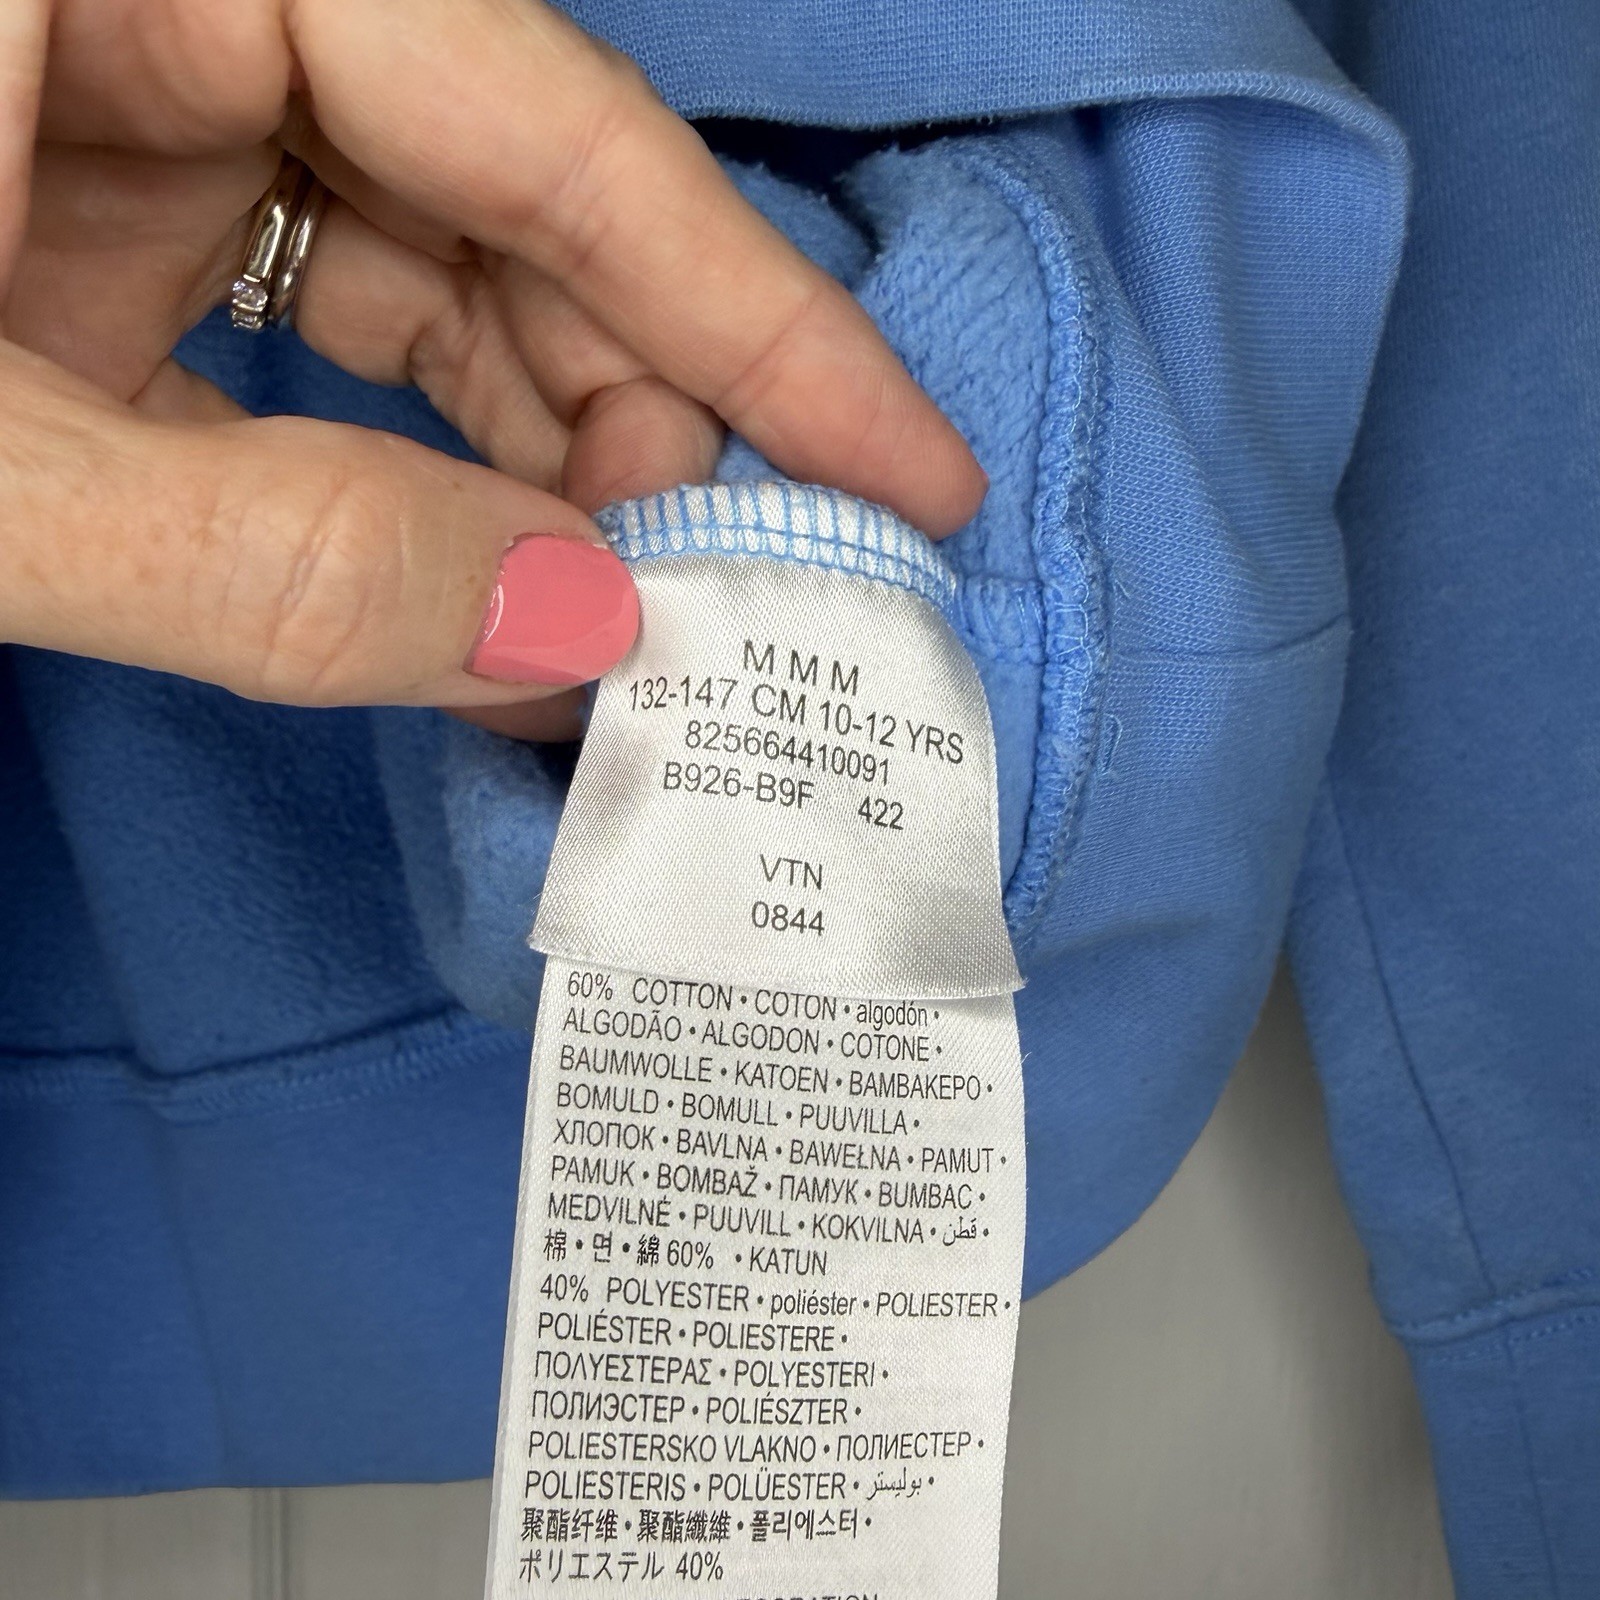 M M M
132-147 CM 10-12 YRS
825664410091
B926-B9F 422
VTN
0844
60% COTTON • COTON • algodón •
ALGODÃO • ALGODON • COTONE •
BAUMWOLLE • KATOEN • ΒΑΜΒΑΚΕΡΟ •
BOMULD • BOMULL • PUUVILLA •
ХЛОПОК • BAVLNA • BAWEŁNA • PAMUT •
PAMUK • BOMBAŽ • ПАМУК • BUMBAC •
MEDVILNÉ • PUUVILL • KOKVILNA • قطن •
棉 • 면 • 綿 60% • KATUN
40% POLYESTER • poliéster • POLIESTER •
POLIÉSTER • POLIESTERE •
ΠΟΛΥΕΣΤΕΡΑΣ • POLYESTERI •
ПОЛИЭСТЕР • POLIÉSZTER •
POLIESTERSKO VLAKNO • ПОЛИЕСТЕР •
POLIESTERIS • POLÜESTER • بوليستر •
聚酯纤维 • 聚酯纖維 • 폴리에스터 •
ポリエステル 40%